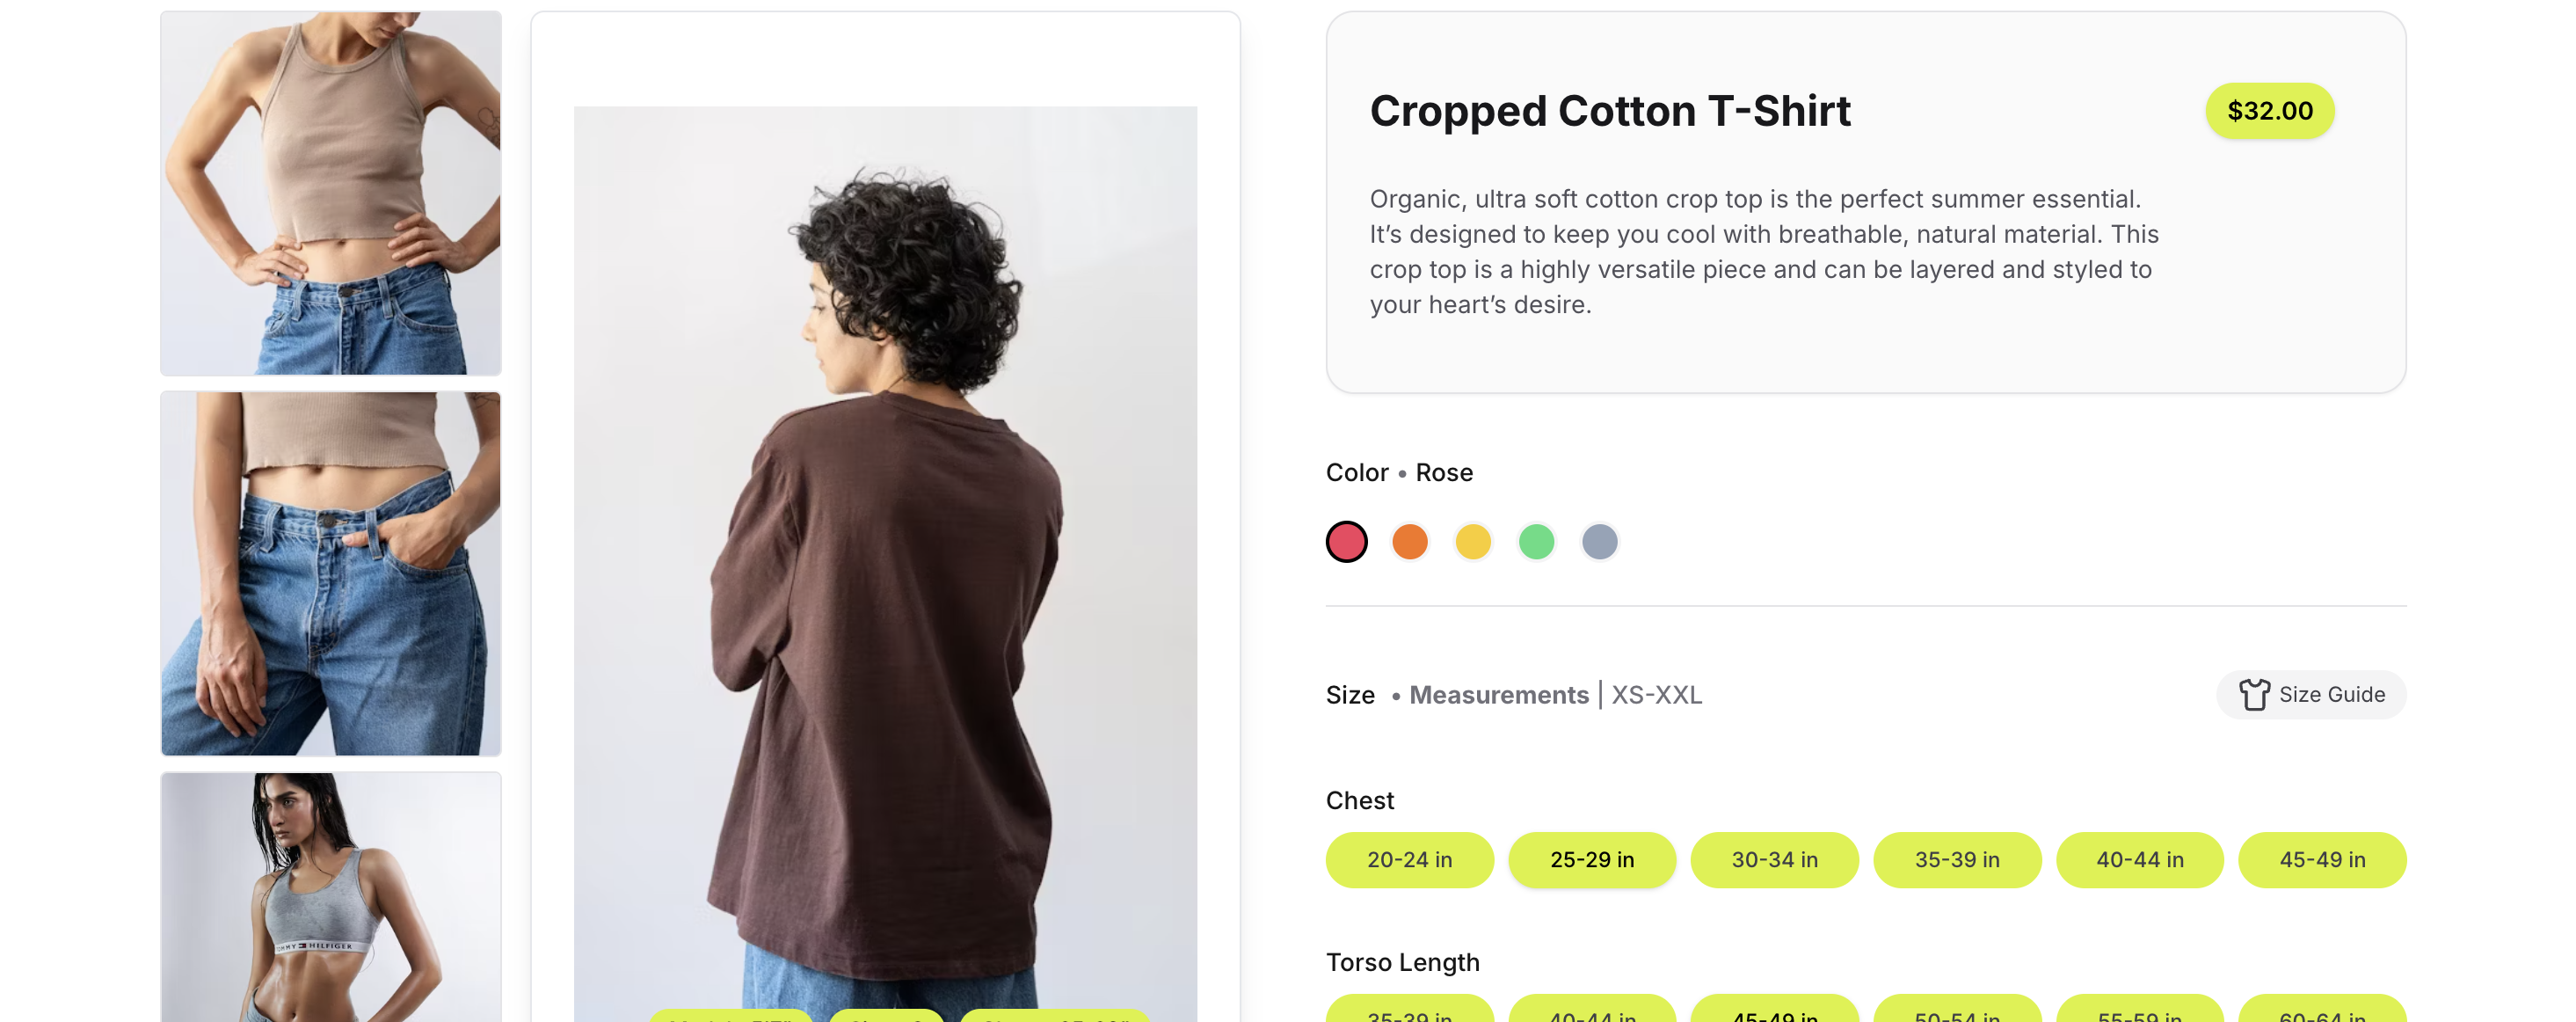 Cropped Cotton T-Shirt
$32.00
Organic, ultra soft cotton crop top is the perfect summer essential.
It’s designed to keep you cool with breathable, natural material. This
crop top is a highly versatile piece and can be layered and styled to
your heart’s desire.
Color • Rose
Size • Measurements | XS-XXL
Size Guide
Chest
20-24 in
25-29 in
30-34 in
35-39 in
40-44 in
45-49 in
Torso Length
35-39 in
40-44 in
45-49 in
50-54 in
55-59 in
60-64 in
HILFIGER